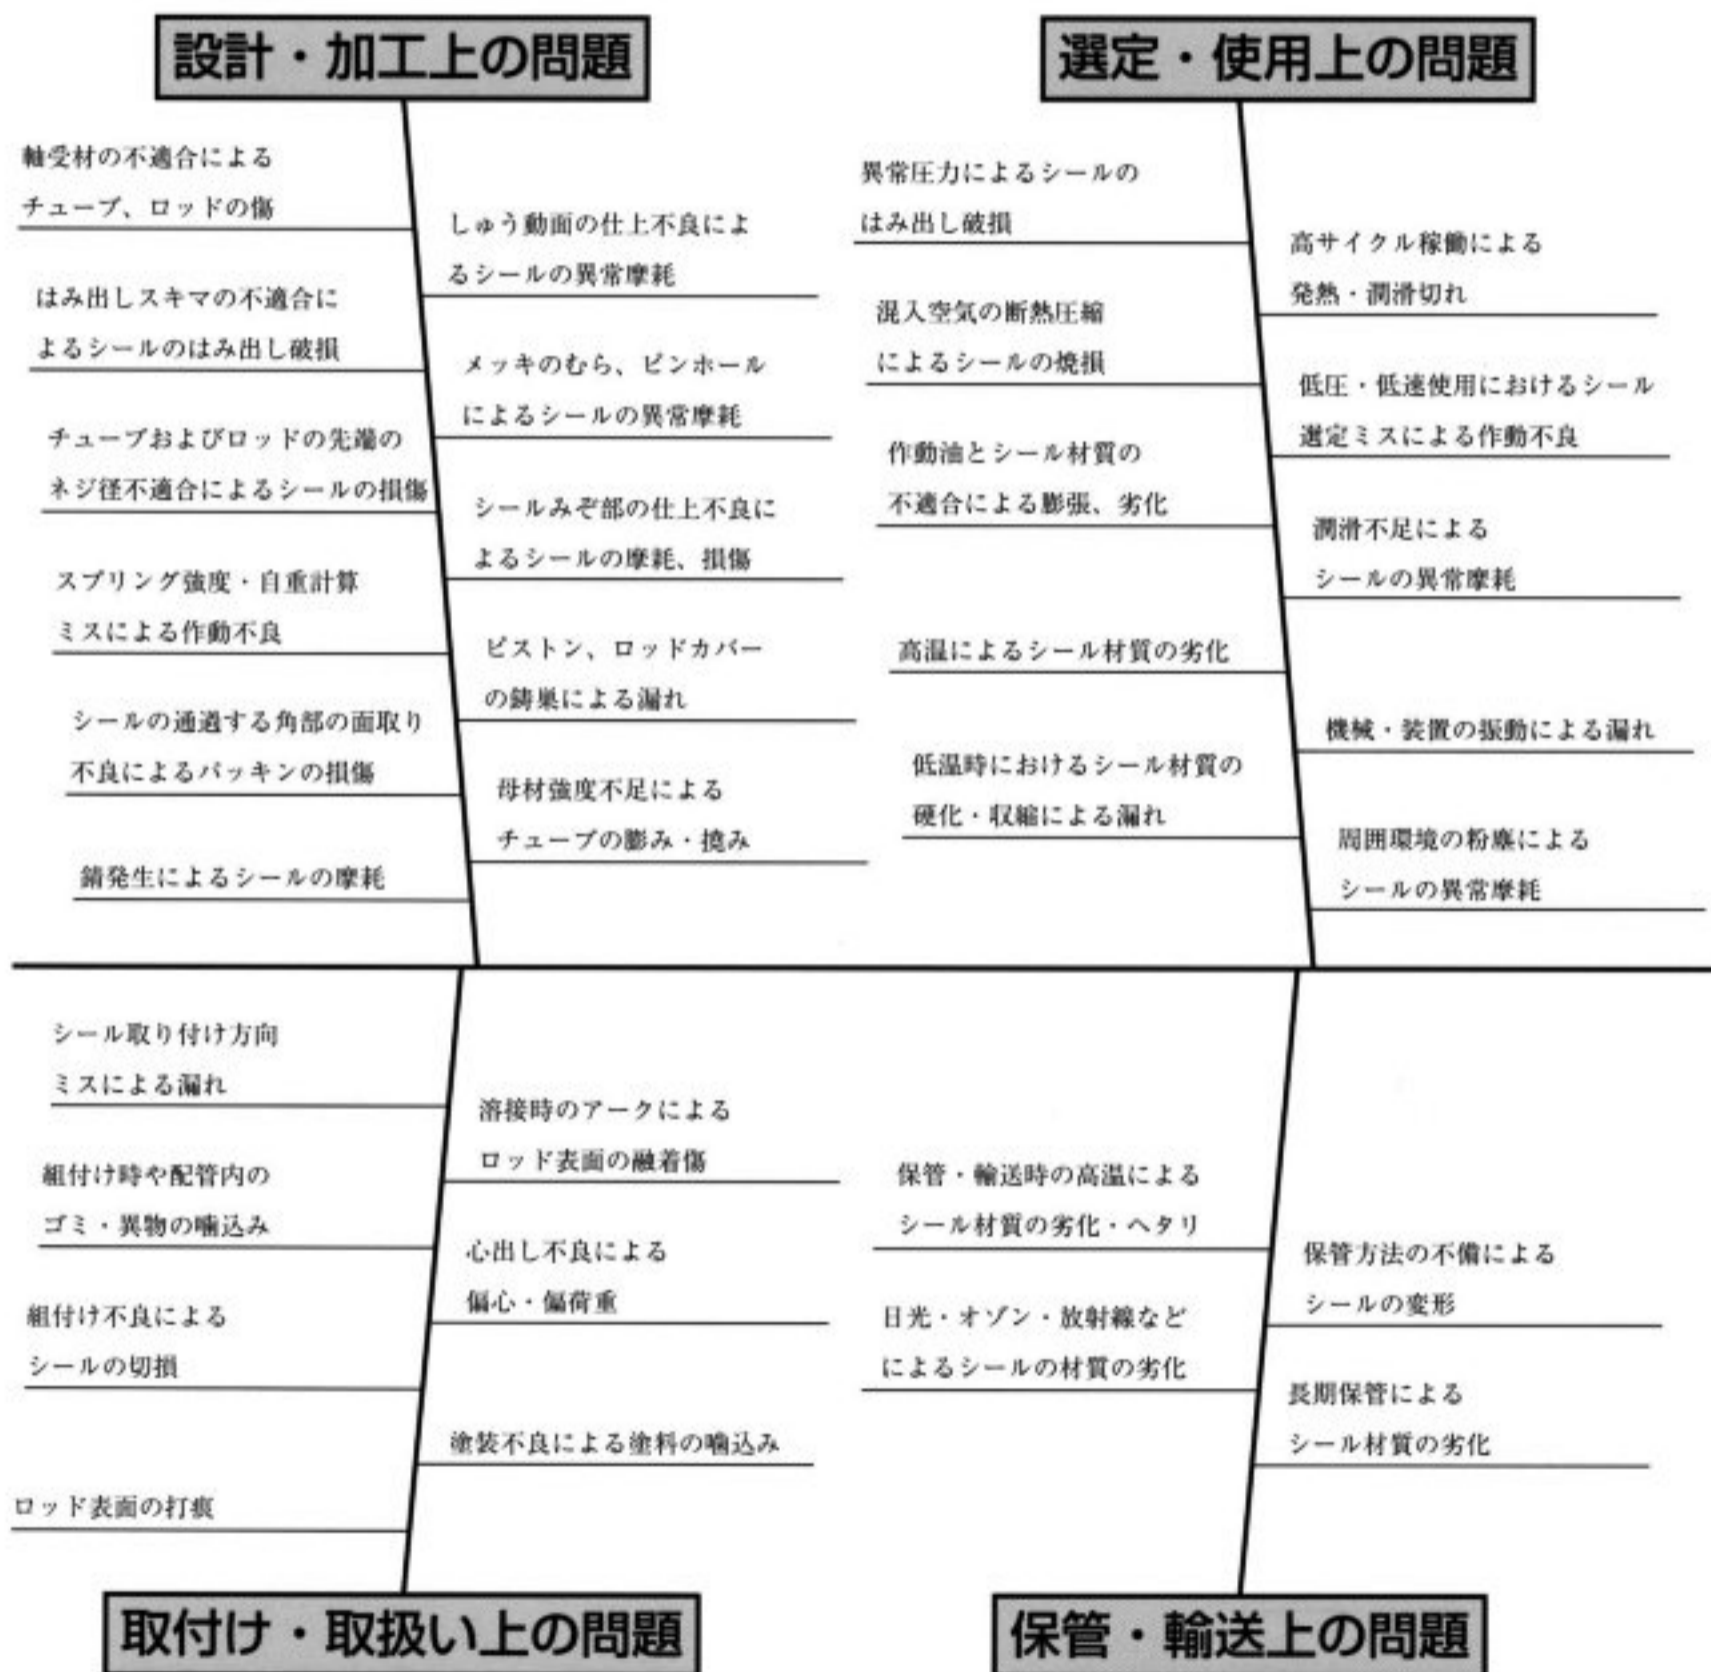 設計・加工上の問題
軸受材の不適合による
チューブ、ロッドの傷
はみ出しスキマの不適合に
よるシールのはみ出し破損
チューブおよびロッドの先端の
ネジ径不適合によるシールの損傷
スプリング強度・自重計算
ミスによる作動不良
シールの通過する角部の面取り
不良によるパッキンの損傷
錆発生によるシールの摩耗
しゅう動面の仕上不良によ
るシールの異常摩耗
メッキのむら、ピンホール
によるシールの異常摩耗
シールみぞ部の仕上不良に
よるシールの摩耗、損傷
ピストン、ロッドカバー
の鋳巣による漏れ
母材強度不足による
チューブの膨み・撓み
選定・使用上の問題
異常圧力によるシールの
はみ出し破損
混入空気の断熱圧縮
によるシールの焼損
作動油とシール材質の
不適合による膨張、劣化
高温によるシール材質の劣化
低温時におけるシール材質の
硬化・収縮による漏れ
高サイクル稼働による
発熱・潤滑切れ
低圧・低速使用におけるシール
選定ミスによる作動不良
潤滑不足による
シールの異常摩耗
機械・装置の振動による漏れ
周囲環境の粉塵による
シールの異常摩耗
シール取り付け方向
ミスによる漏れ
組付け時や配管内の
ゴミ・異物の噛込み
組付け不良による
シールの切損
ロッド表面の打痕
溶接時のアークによる
ロッド表面の融着傷
心出し不良による
偏心・偏荷重
塗装不良による塗料の噛込み
取付け・取扱い上の問題
保管・輸送時の高温による
シール材質の劣化・ヘタリ
日光・オゾン・放射線など
によるシールの材質の劣化
保管方法の不備による
シールの変形
長期保管による
シール材質の劣化
保管・輸送上の問題